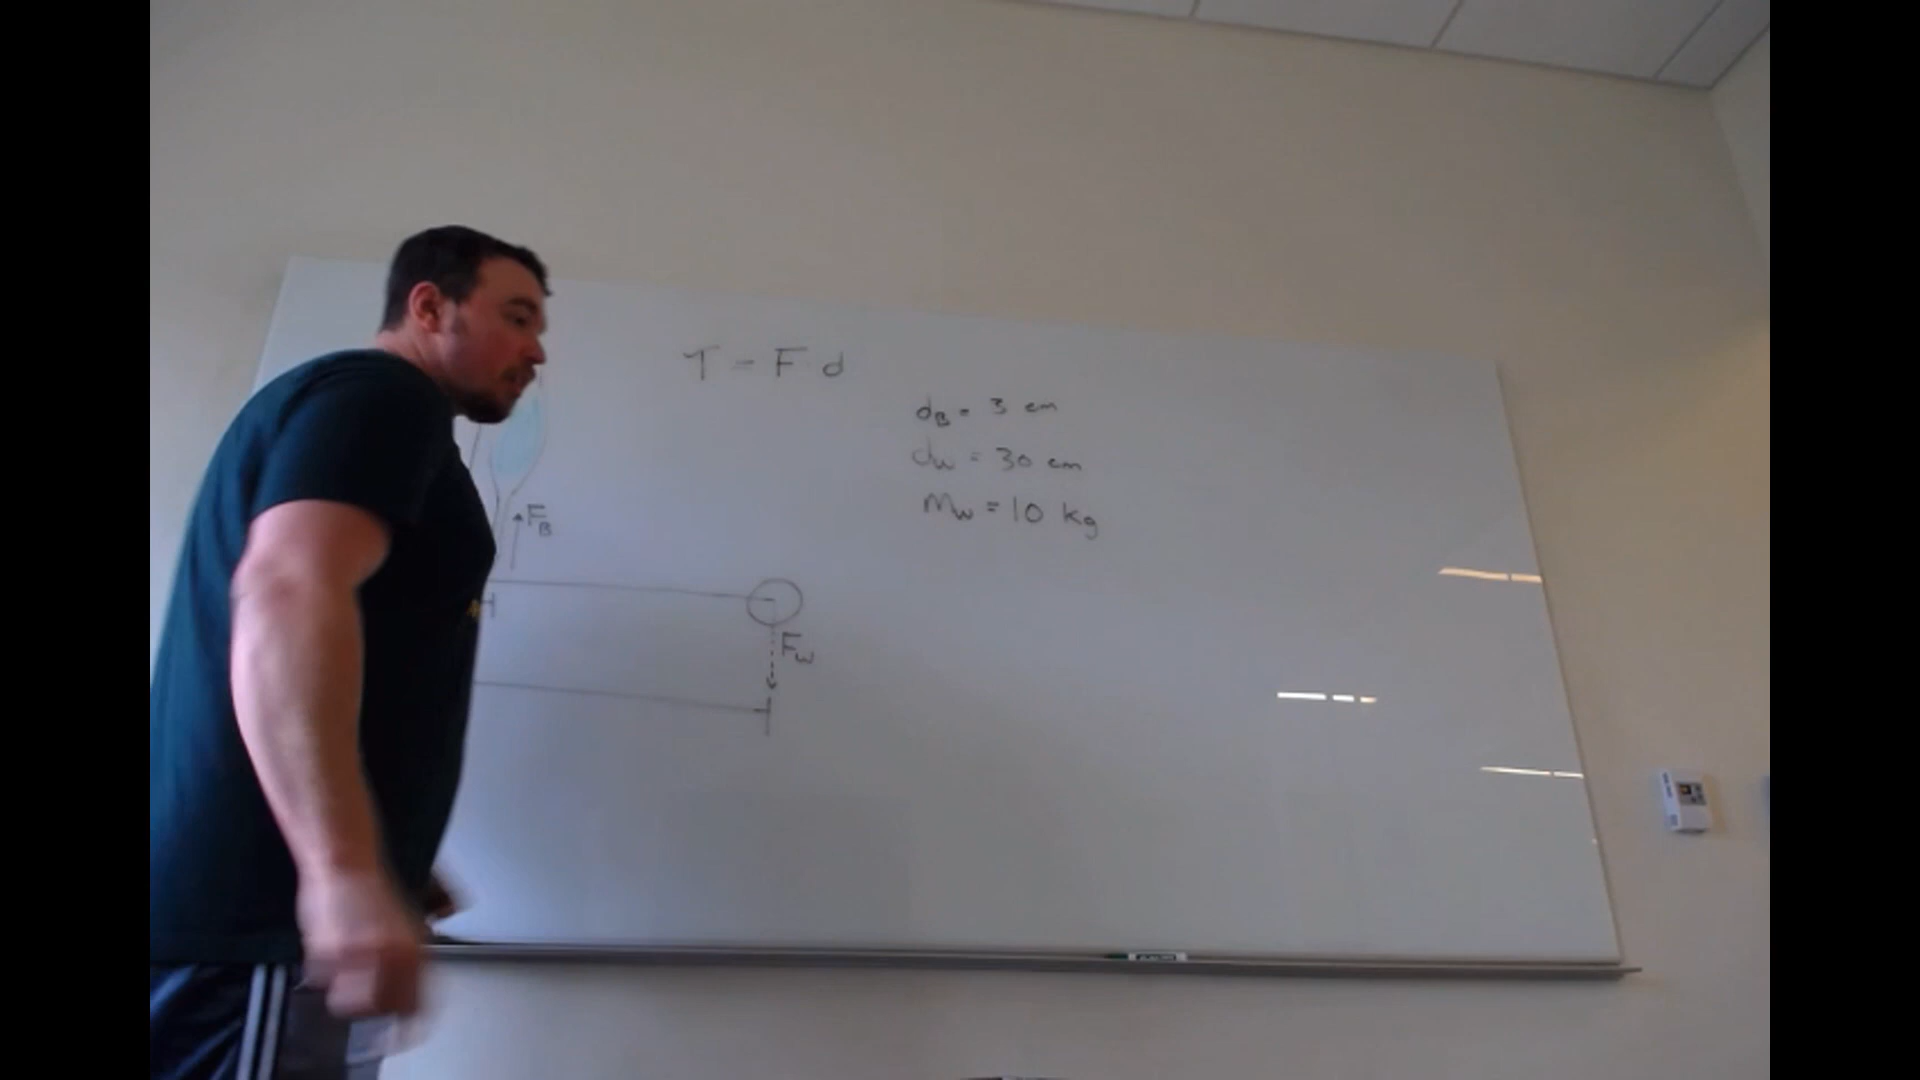 T = F d
d_B = 3 cm
d_W = 30 cm
m_W = 10 kg
F_B
F_W